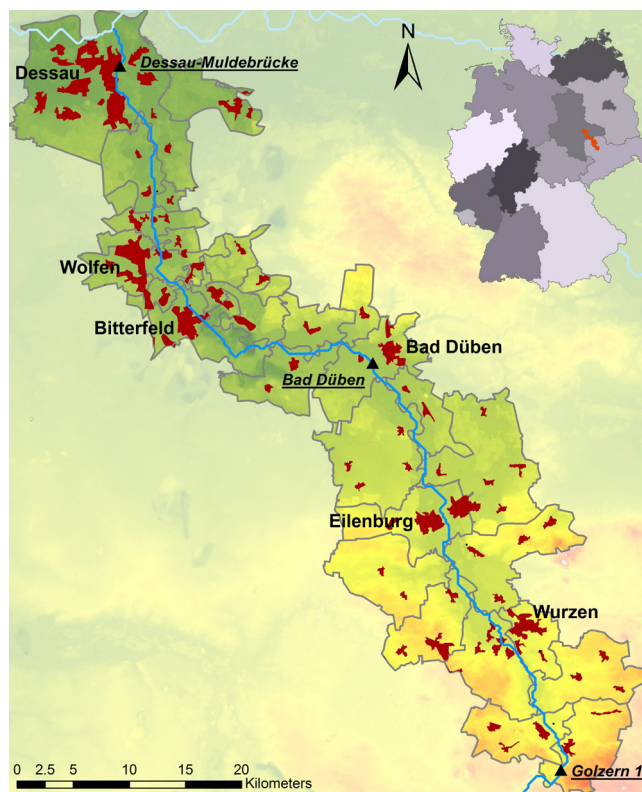 Dessau-Muldebrücke
N
Dessau
Wolfen
Bitterfeld
Bad Düben
Bad Düben
Eilenburg
Wurzen
Golzern 1
0 2.5 5 10 15 20
Kilometers